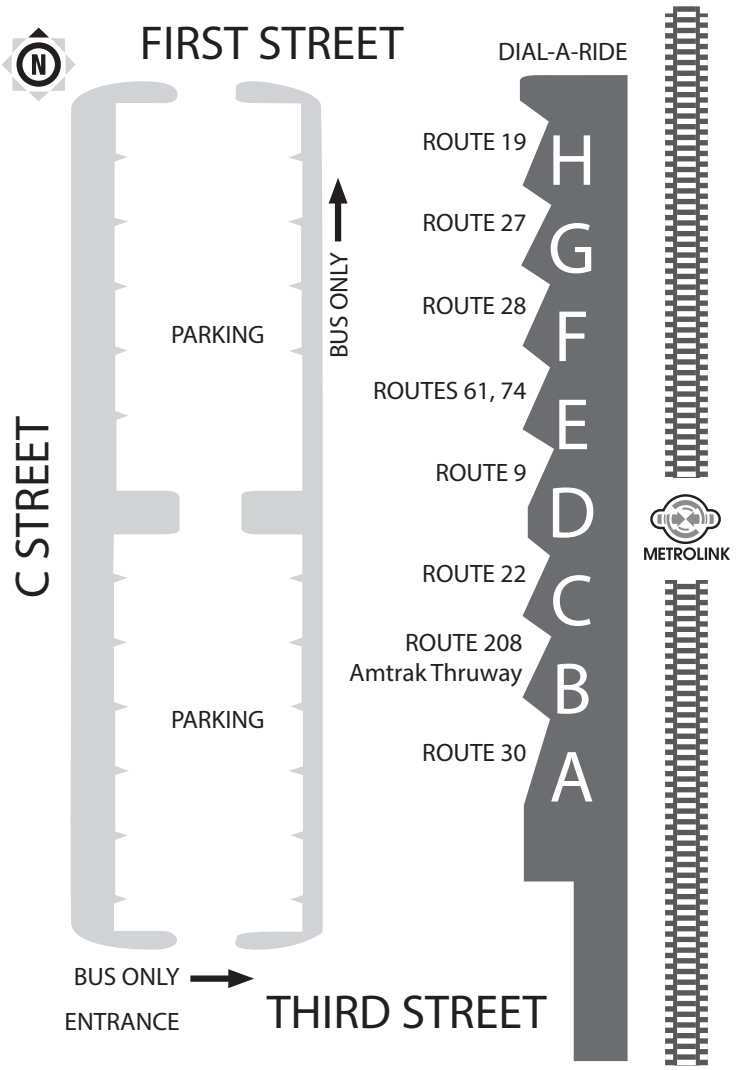 FIRST STREET
N
DIAL-A-RIDE
ROUTE 19
H
ROUTE 27
G
BUS ONLY
ROUTE 28
F
PARKING
ROUTES 61, 74
E
C STREET
ROUTE 9
D
METROLINK
ROUTE 22
C
ROUTE 208
Amtrak Thruway
B
PARKING
ROUTE 30
A
BUS ONLY
ENTRANCE
THIRD STREET